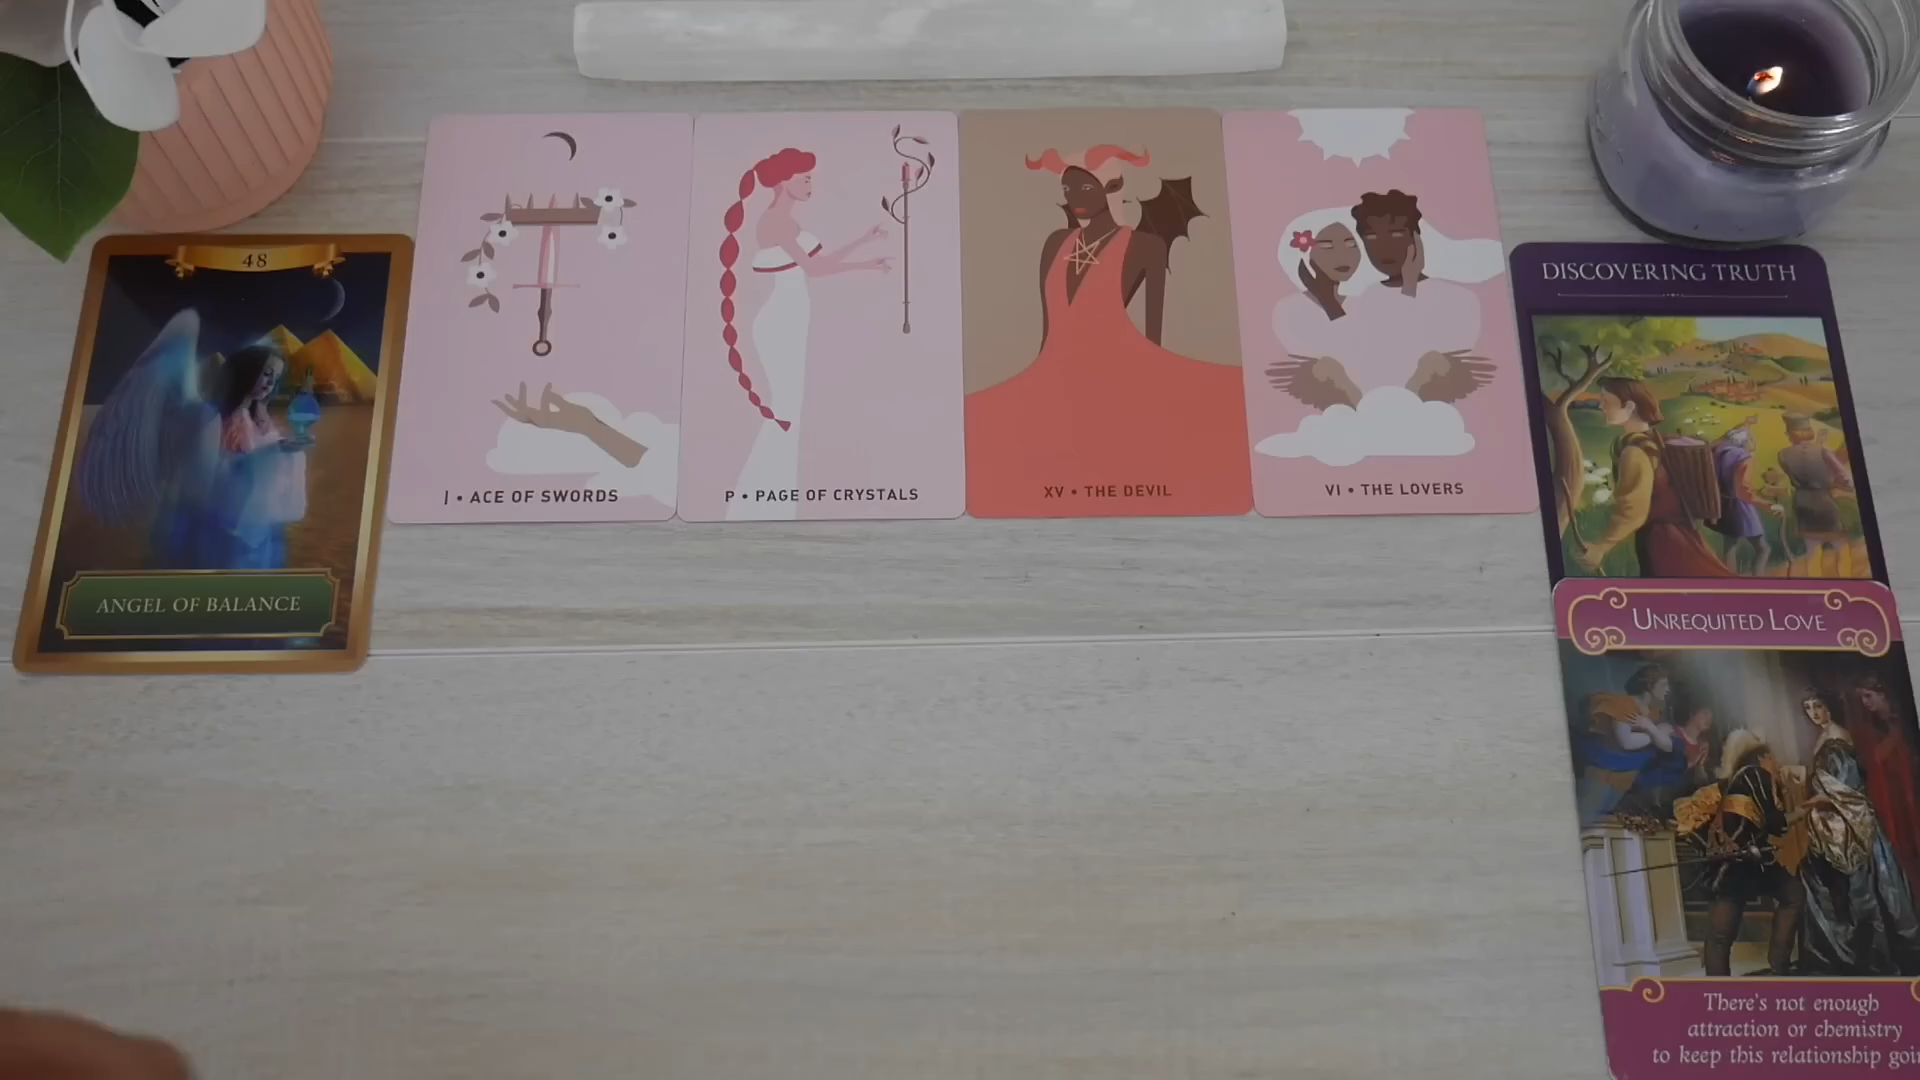 48
ANGEL OF BALANCE
I • ACE OF SWORDS
P • PAGE OF CRYSTALS
XV • THE DEVIL
VI • THE LOVERS
DISCOVERING TRUTH
UNREQUITED LOVE
There's not enough
attraction or chemistry
to keep this relationship